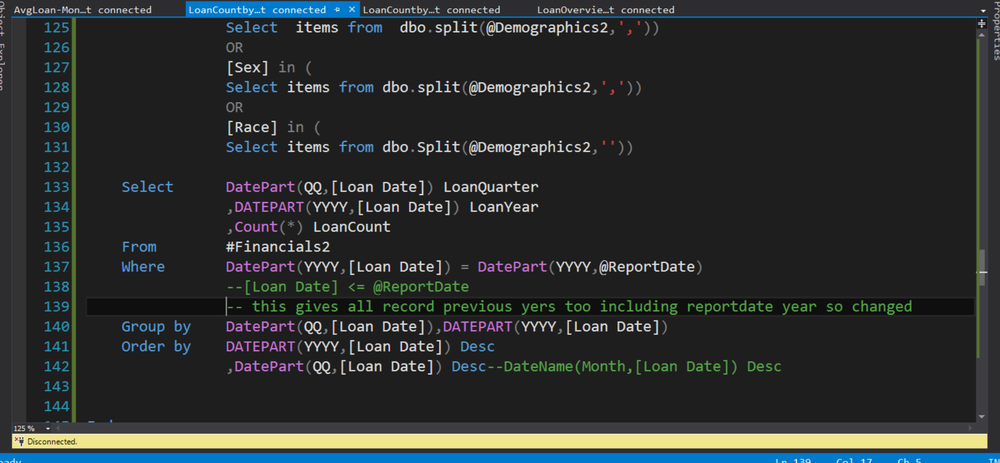 AvgLoan-Mon…t connected LoanCountby…t connected LoanCountby…t connected LoanOvervie…t connected
Object Explorer
Properties
125 Select  items from  dbo.split(@Demographics2,','))
126 OR
127 [Sex] in (
128 Select items from dbo.split(@Demographics2,','))
129 OR
130 [Race] in (
131 Select items from dbo.Split(@Demographics2,''))
132
133 Select DatePart(QQ,[Loan Date]) LoanQuarter
134 ,DATEPART(YYYY,[Loan Date]) LoanYear
135 ,Count(*) LoanCount
136 From #Financials2
137 Where DatePart(YYYY,[Loan Date]) = DatePart(YYYY,@ReportDate)
138 --[Loan Date] <= @ReportDate
139 -- this gives all record previous yers too including reportdate year so changed
140 Group by DatePart(QQ,[Loan Date]),DATEPART(YYYY,[Loan Date])
141 Order by DATEPART(YYYY,[Loan Date]) Desc
142 ,DatePart(QQ,[Loan Date]) Desc--DateName(Month,[Loan Date]) Desc
143
144
125 %
Disconnected.
Ln 139 Col 17 Ch 5 IN